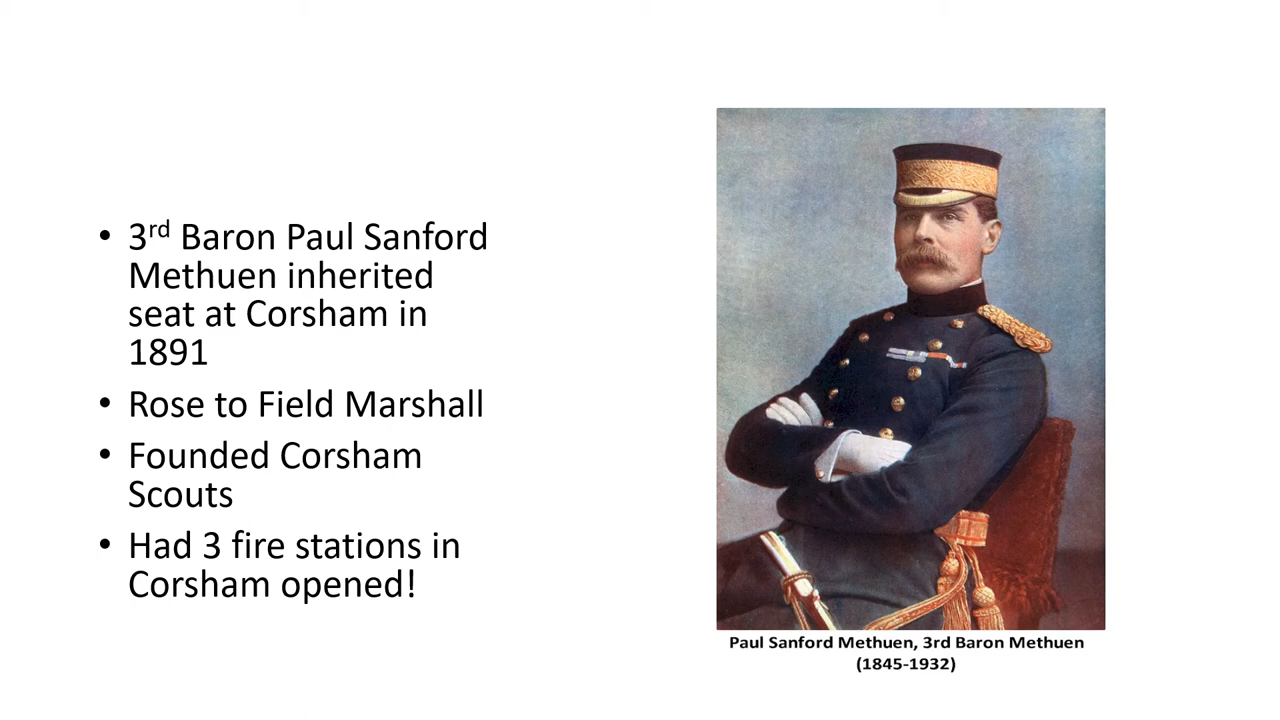 • 3rd Baron Paul Sanford
Methuen inherited
seat at Corsham in
1891
• Rose to Field Marshall
• Founded Corsham
Scouts
• Had 3 fire stations in
Corsham opened!
Paul Sanford Methuen, 3rd Baron Methuen
(1845-1932)